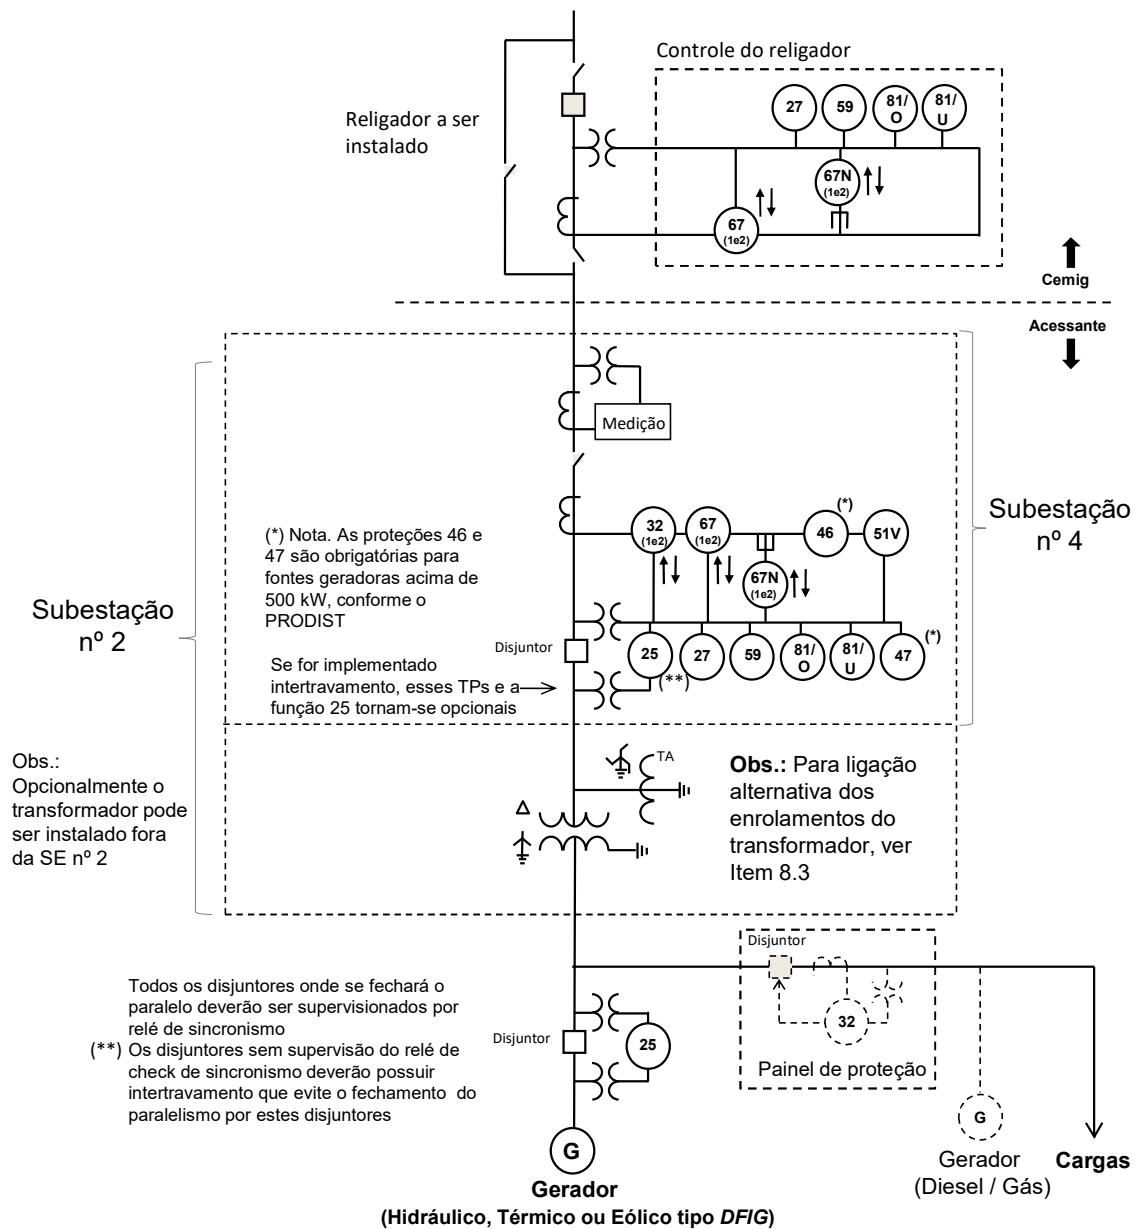 Controle do religador
Religador a ser
instalado
27
59
81/
O
81/
U
67N
(1e2)
67
(1e2)
Cemig
Acessante
Medição
(*) Nota. As proteções 46 e
47 são obrigatórias para
fontes geradoras acima de
500 kW, conforme o
PRODIST
32
(1e2)
67
(1e2)
46
(*)
51V
67N
(1e2)
Subestação
nº 4
Subestação
nº 2
Disjuntor
25
(**)
27
59
81/
O
81/
U
47
(*)
Se for implementado
intertravamento, esses TPs e a
função 25 tornam-se opcionais
Obs.:
Opcionalmente o
transformador pode
ser instalado fora
da SE nº 2
TA
Δ
Obs.: Para ligação
alternativa dos
enrolamentos do
transformador, ver
Item 8.3
Disjuntor
32
Painel de proteção
Todos os disjuntores onde se fechará o
paralelo deverão ser supervisionados por
relé de sincronismo
(**) Os disjuntores sem supervisão do relé de
check de sincronismo deverão possuir
intertravamento que evite o fechamento do
paralelismo por estes disjuntores
Disjuntor
25
G
Gerador
(Hidráulico, Térmico ou Eólico tipo DFIG)
G
Gerador
(Diesel / Gás)
Cargas